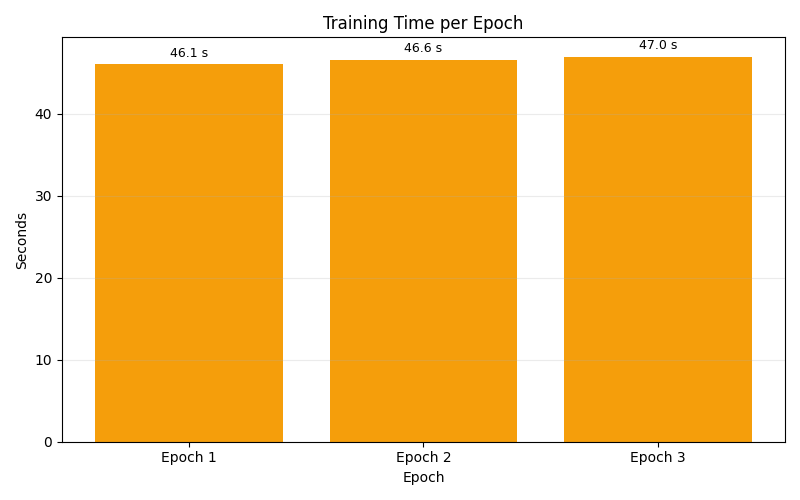 Training Time per Epoch
46.1 s
46.6 s
47.0 s
40
30
20
10
0
Seconds
Epoch 1
Epoch 2
Epoch 3
Epoch